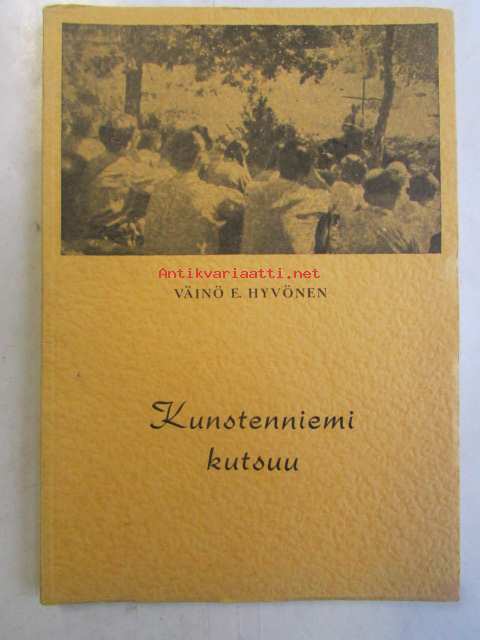 Antikvariaatti.net
VÄINÖ E. HYVÖNEN
Kunstenniemi
kutsuu